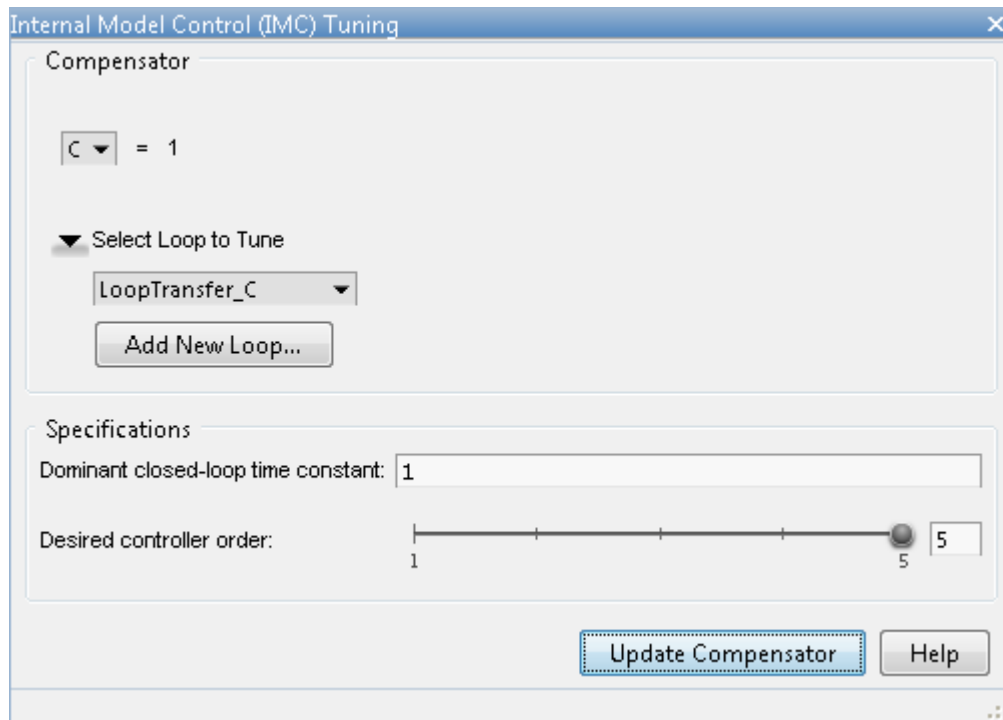 Internal Model Control (IMC) Tuning
Compensator
C = 1
Select Loop to Tune
LoopTransfer_C
Add New Loop...
Specifications
Dominant closed-loop time constant: 1
Desired controller order: 5
1 5
Update Compensator Help